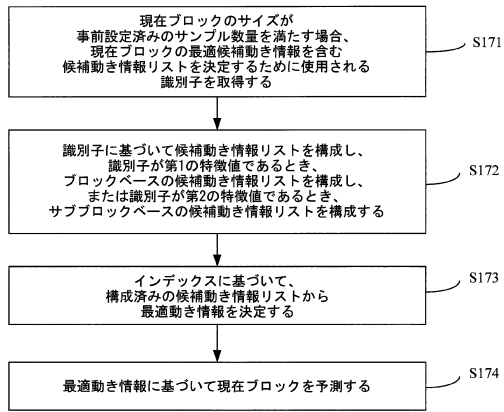 現在ブロックのサイズが
事前設定済みのサンプル数量を満たす場合、
現在ブロックの最適候補動き情報を含む
候補動き情報リストを決定するために使用される
識別子を取得する
S171
識別子に基づいて候補動き情報リストを構成し、
識別子が第1の特徴値であるとき、
ブロックベースの候補動き情報リストを構成し、
または識別子が第2の特徴値であるとき、
サブブロックベースの候補動き情報リストを構成する
S172
インデックスに基づいて、
構成済みの候補動き情報リストから
最適動き情報を決定する
S173
最適動き情報に基づいて現在ブロックを予測する
S174